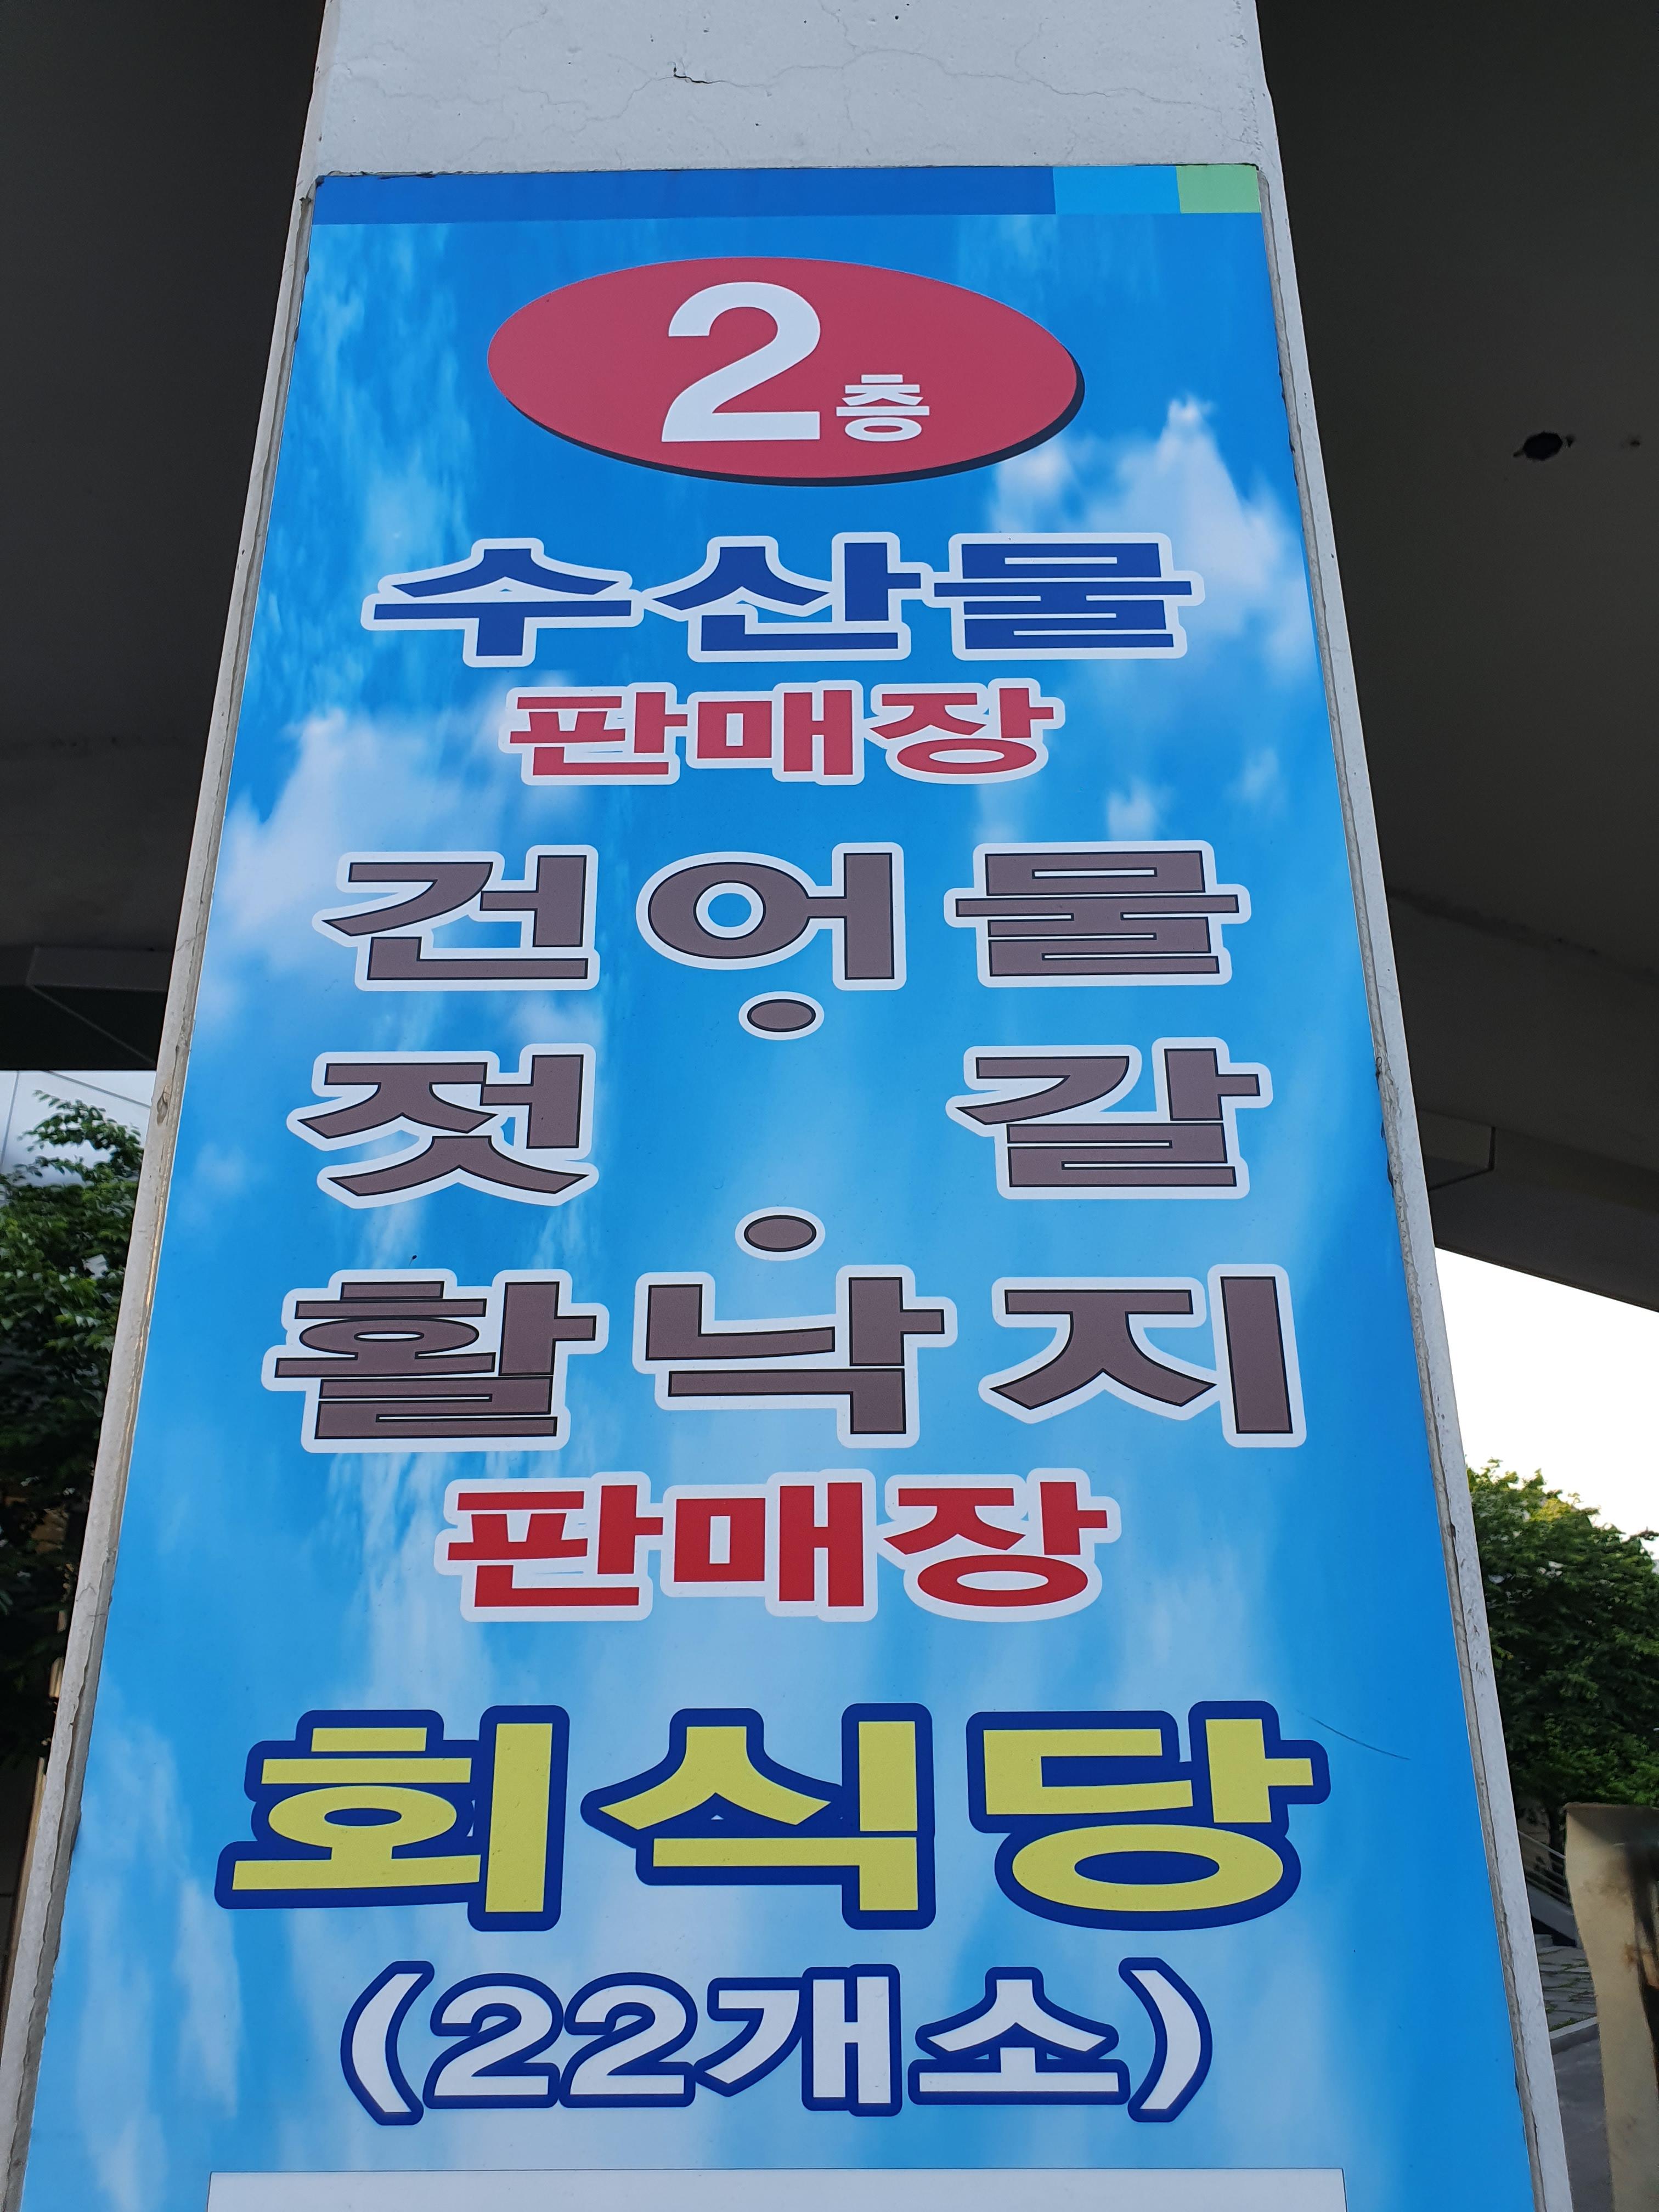 2층
수산물
판매장
건어물
•
젓갈
•
활낙지
판매장
회식당
(22개소)